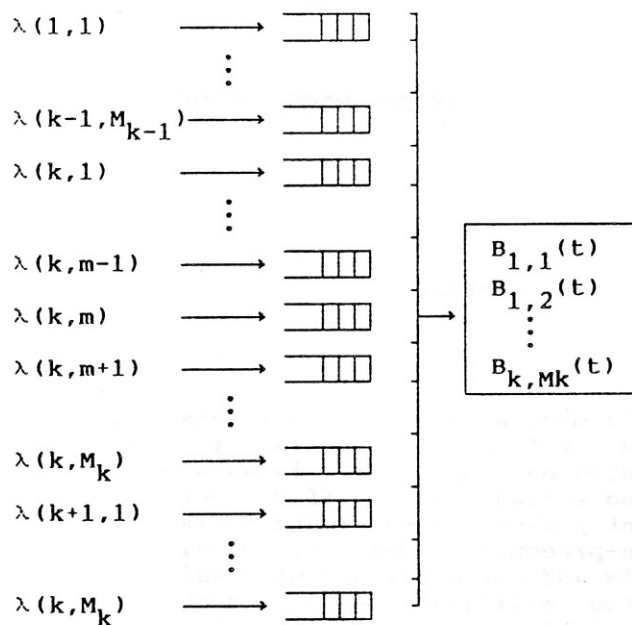 λ(1,1)
λ(k-1,M_{k-1})
λ(k,1)
λ(k,m-1)
λ(k,m)
λ(k,m+1)
λ(k,M_k)
λ(k+1,1)
λ(k,M_k)
B_{1,1}(t)
B_{1,2}(t)
B_{k,Mk}(t)